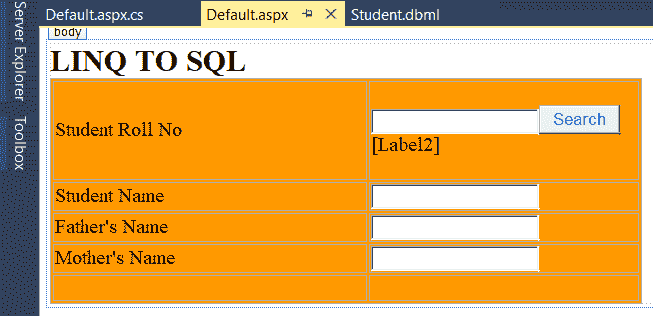 Server Explorer
Toolbox
Default.aspx.cs
Default.aspx
Student.dbml
body
LINQ TO SQL
Student Roll No
Search
[Label2]
Student Name
Father's Name
Mother's Name